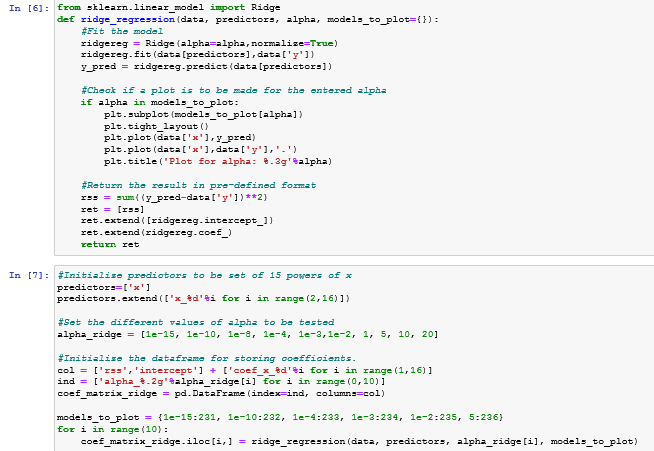 In [6]: from sklearn.linear_model import Ridge
def ridge_regression(data, predictors, alpha, models_to_plot={}):
#Fit the model
ridgereg = Ridge(alpha=alpha,normalize=True)
ridgereg.fit(data[predictors],data['y'])
y_pred = ridgereg.predict(data[predictors])
#Check if a plot is to be made for the entered alpha
if alpha in models_to_plot:
plt.subplot(models_to_plot[alpha])
plt.tight_layout()
plt.plot(data['x'],y_pred)
plt.plot(data['x'],data['y'],'.')
plt.title('Plot for alpha: %.3g'%alpha)
#Return the result in pre-defined format
rss = sum((y_pred-data['y'])**2)
ret = [rss]
ret.extend([ridgereg.intercept_])
ret.extend(ridgereg.coef_)
return ret
In [7]: #Initialise predictors to be set of 15 powers of x
predictors=['x']
predictors.extend(['x_%d'%i for i in range(2,16)])
#Set the different values of alpha to be tested
alpha_ridge = [1e-15, 1e-10, 1e-8, 1e-4, 1e-3,1e-2, 1, 5, 10, 20]
#Initialise the dataframe for storing coefficients.
col = ['rss','intercept'] + ['coef_x_%d'%i for i in range(1,16)]
ind = ['alpha_%.2g'%alpha_ridge[i] for i in range(0,10)]
coef_matrix_ridge = pd.DataFrame(index=ind, columns=col)
models_to_plot = {1e-15:231, 1e-10:232, 1e-4:233, 1e-3:234, 1e-2:235, 5:236}
for i in range(10):
coef_matrix_ridge.iloc[i,] = ridge_regression(data, predictors, alpha_ridge[i], models_to_plot)